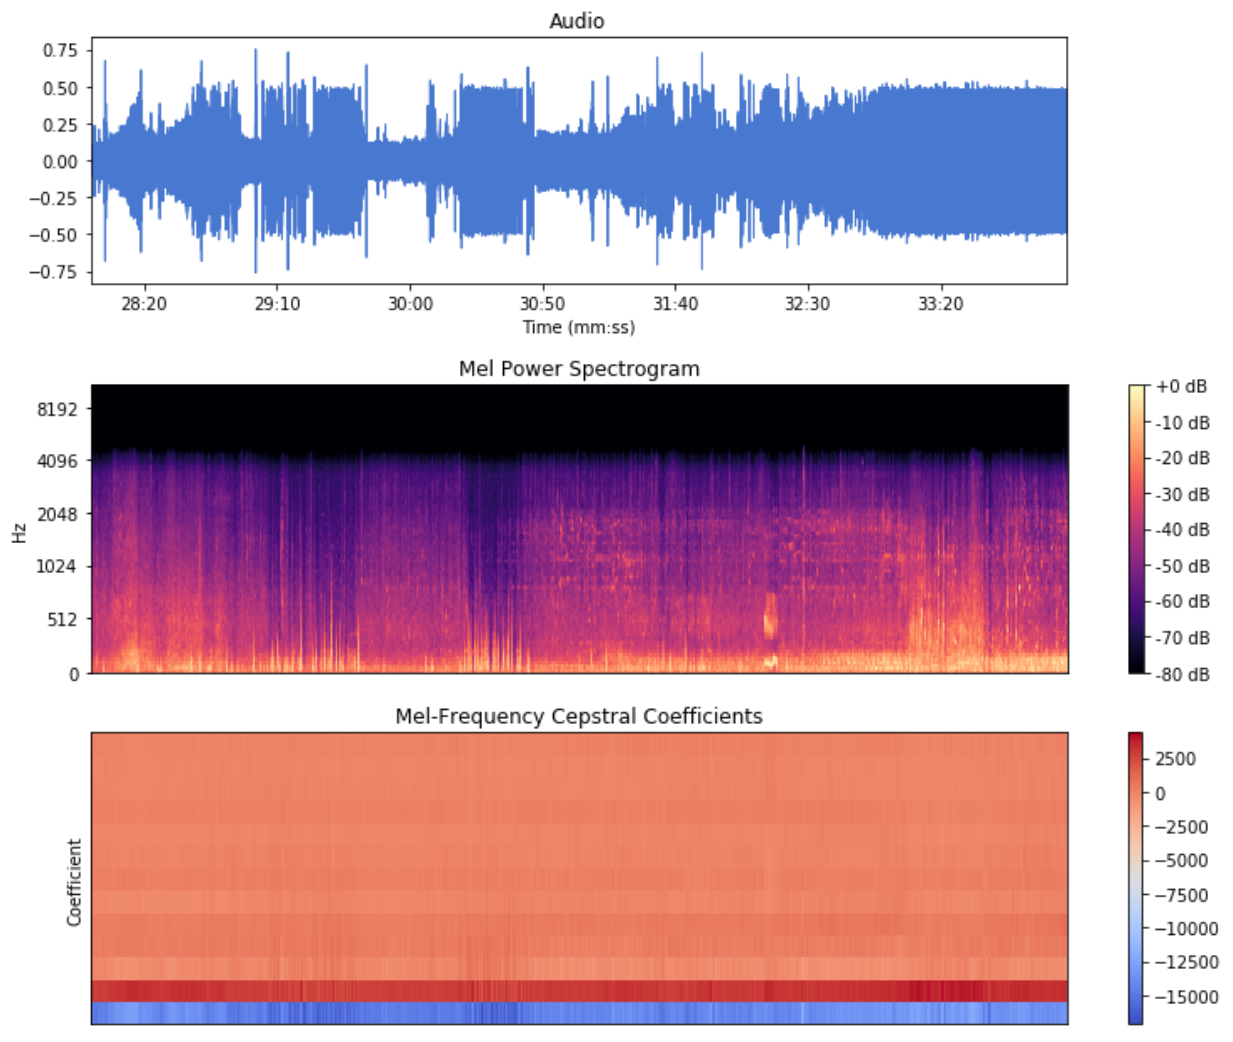 Audio
0.75
0.50
0.25
0.00
−0.25
−0.50
−0.75
28:20 29:10 30:00 30:50 31:40 32:30 33:20
Time (mm:ss)
Mel Power Spectrogram
8192
4096
2048
1024
512
0
Hz
+0 dB
-10 dB
-20 dB
-30 dB
-40 dB
-50 dB
-60 dB
-70 dB
-80 dB
Mel-Frequency Cepstral Coefficients
Coefficient
2500
0
−2500
−5000
−7500
−10000
−12500
−15000